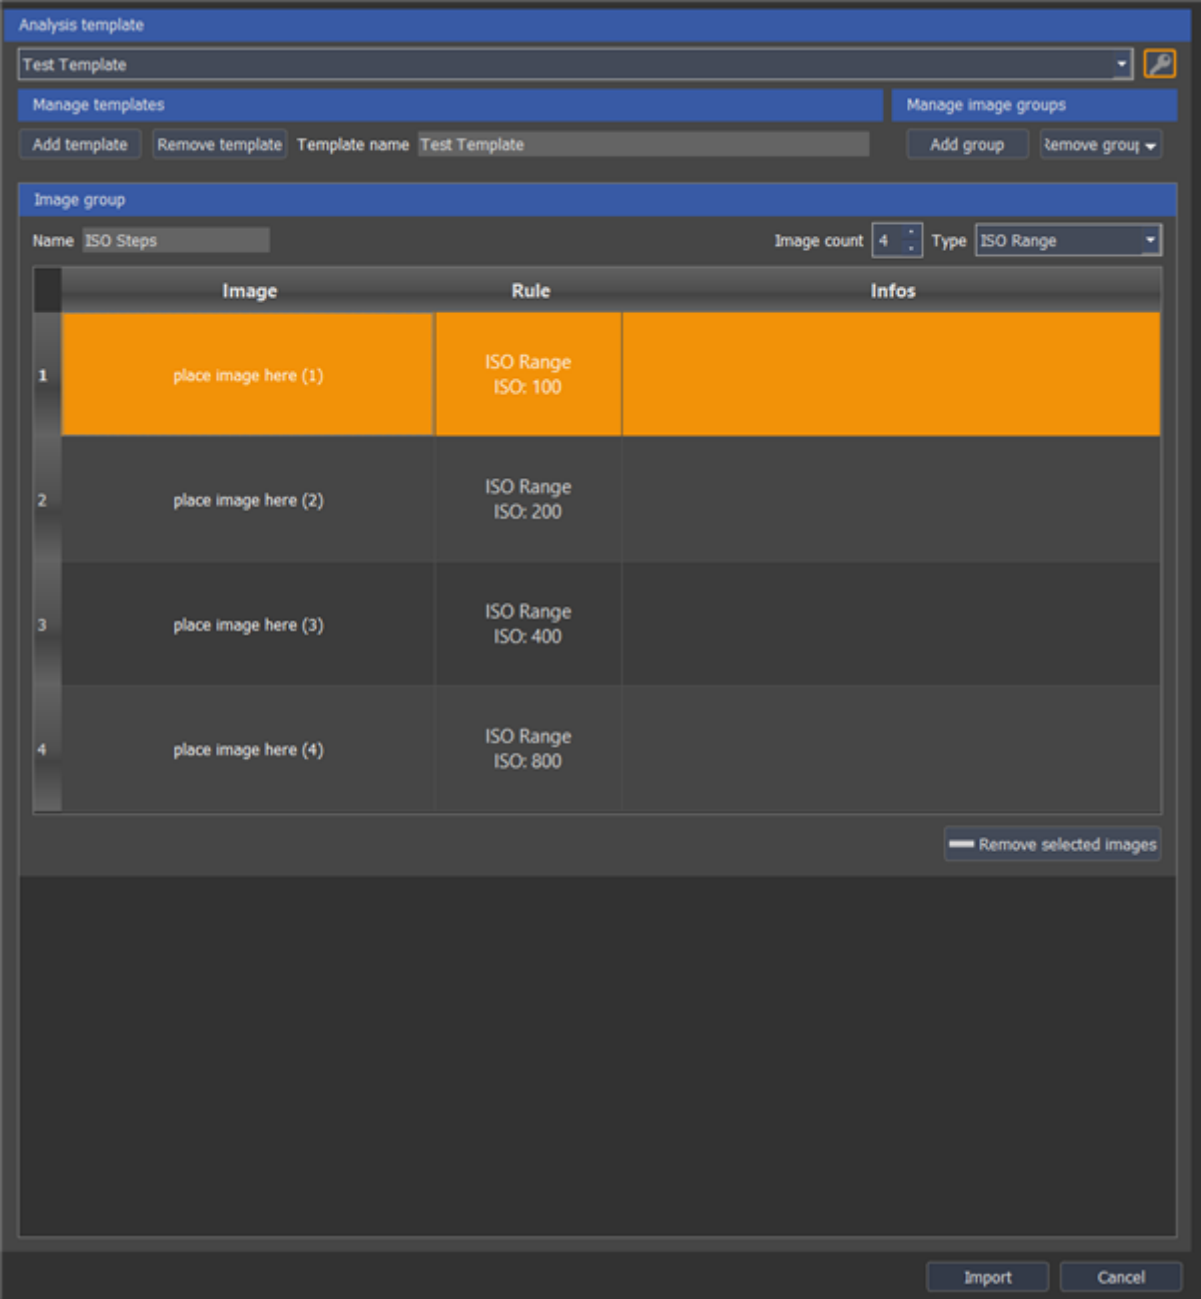 Analysis template
Test Template
Manage templates
Manage image groups
Add template Remove template Template name Test Template
Add group Remove group
Image group
Name ISO Steps
Image count 4 Type ISO Range
Image Rule Infos
1 place image here (1) ISO Range
ISO: 100
2 place image here (2) ISO Range
ISO: 200
3 place image here (3) ISO Range
ISO: 400
4 place image here (4) ISO Range
ISO: 800
Remove selected images
Import Cancel